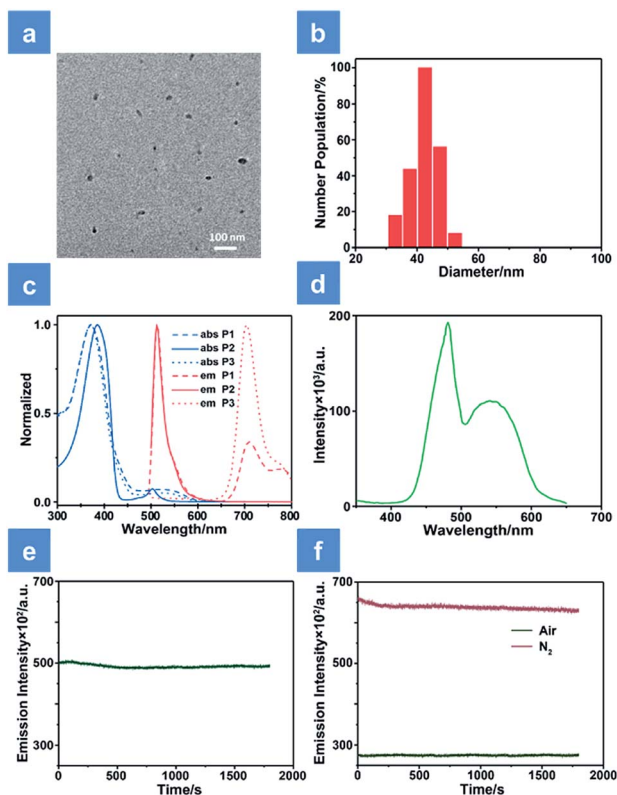 a
100 nm
b
Number Population/%
100
80
60
40
20
0
20 40 60 80 100
Diameter/nm
c
Normalized
1.0
0.5
0.0
abs P1
abs P2
abs P3
em P1
em P2
em P3
300 400 500 600 700 800
Wavelength/nm
d
Intensity×10³/a.u.
200
100
0
400 500 600 700
Wavelength/nm
e
Emission Intensity×10²/a.u.
700
500
300
0 500 1000 1500 2000
Time/s
f
Emission Intensity×10²/a.u.
700
500
300
Air
N₂
0 500 1000 1500 2000
Time/s